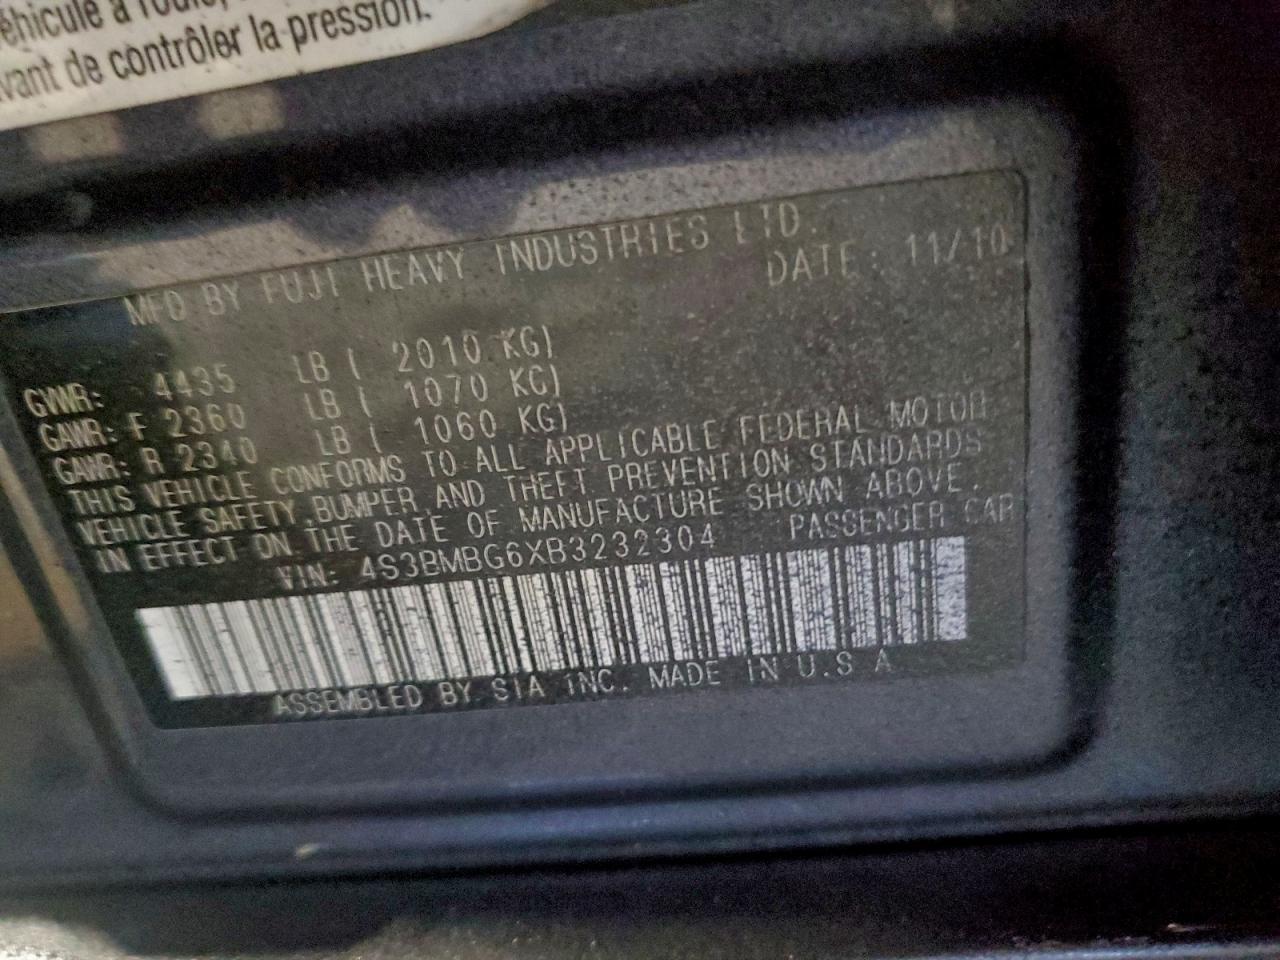 véhicule a roulé,
avant de contrôler la pression.
MFD BY FUJI HEAVY INDUSTRIES LTD.
DATE: 11/10
GVWR: 4435 LB ( 2010 KG)
GAWR: F 2360 LB ( 1070 KG)
GAWR: R 2340 LB ( 1060 KG)
THIS VEHICLE CONFORMS TO ALL APPLICABLE FEDERAL MOTOR
VEHICLE SAFETY, BUMPER, AND THEFT PREVENTION STANDARDS
IN EFFECT ON THE DATE OF MANUFACTURE SHOWN ABOVE.
VIN: 4S3BMBG6XB3232304 PASSENGER CAR
ASSEMBLED BY SIA INC. MADE IN U.S A